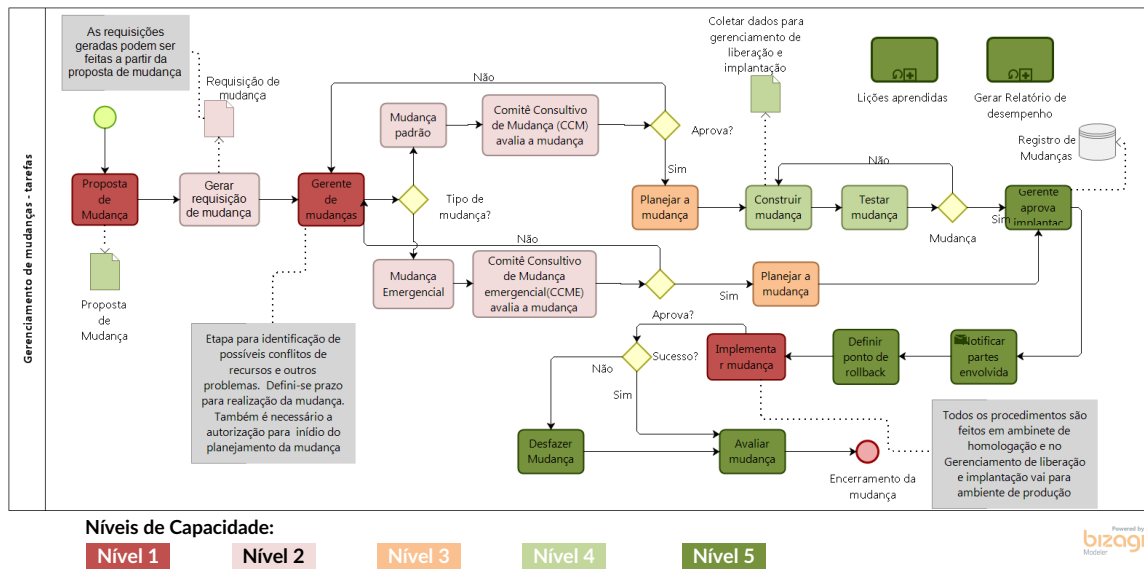 Gerenciamento de mudanças - tarefas
As requisições
geradas podem ser
feitas a partir da
proposta de mudança
Requisição de
mudança
Proposta
de
Mudança
Gerar
requisição
de mudança
Gerente
de
mudanças
Proposta
de
Mudança
Etapa para identificação de
possíveis conflitos de
recursos e outros
problemas. Defini-se prazo
para realização da mudança.
Também é necessário a
autorização para inídio do
planejamento da mudança
Tipo de
mudança?
Mudança
padrão
Comitê Consultivo
de Mudança (CCM)
avalia a mudança
Não
Aprova?
Sim
Planejar a
mudança
Coletar dados para
gerenciamento de
liberação e
implantação
Construir
mudança
Testar
mudança
Não
Mudança
Sim
Gerente
aprova
implantac
Lições aprendidas
Gerar Relatório de
desempenho
Registro de
Mudanças
Mudança
Emergencial
Comitê Consultivo
de Mudança
emergencial(CCME)
avalia a mudança
Não
Aprova?
Sim
Planejar a
mudança
Notificar
partes
envolvida
Definir
ponto de
rollback
Implementa
r mudança
Sucesso?
Não
Sim
Desfazer
Mudança
Avaliar
mudança
Encerramento da
mudança
Todos os procedimentos são
feitos em ambinete de
homologação e no
Gerenciamento de liberação
e implantação vai para
ambiente de produção
Níveis de Capacidade:
Nível 1
Nível 2
Nível 3
Nível 4
Nível 5
Powered by
bizagi
Modeler